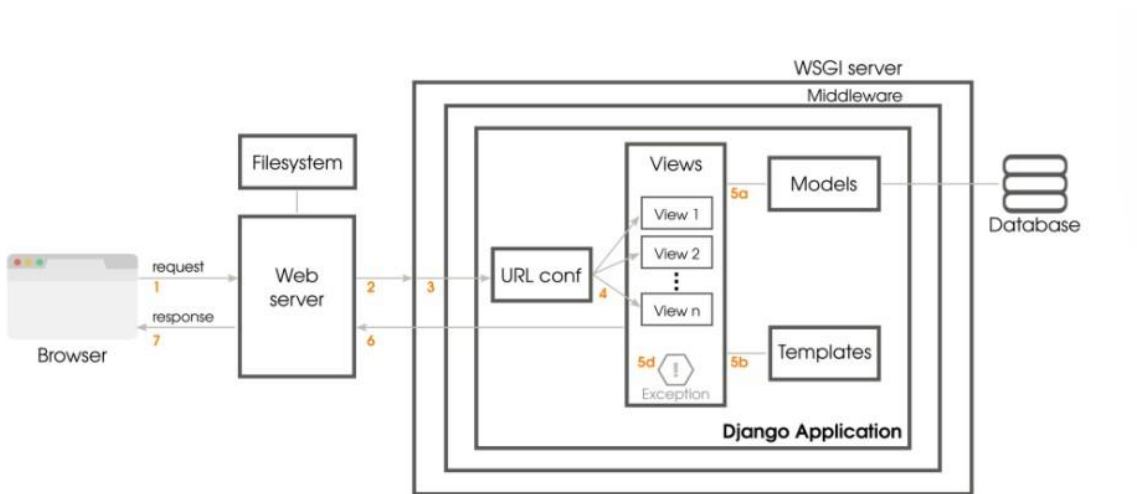 WSGI server
Middleware
Filesystem
Views
Models
5a
View 1
Database
View 2
request
Web
server
URL conf
1
2
3
4
View n
response
7
6
Browser
5d
!
Exception
5b
Templates
Django Application